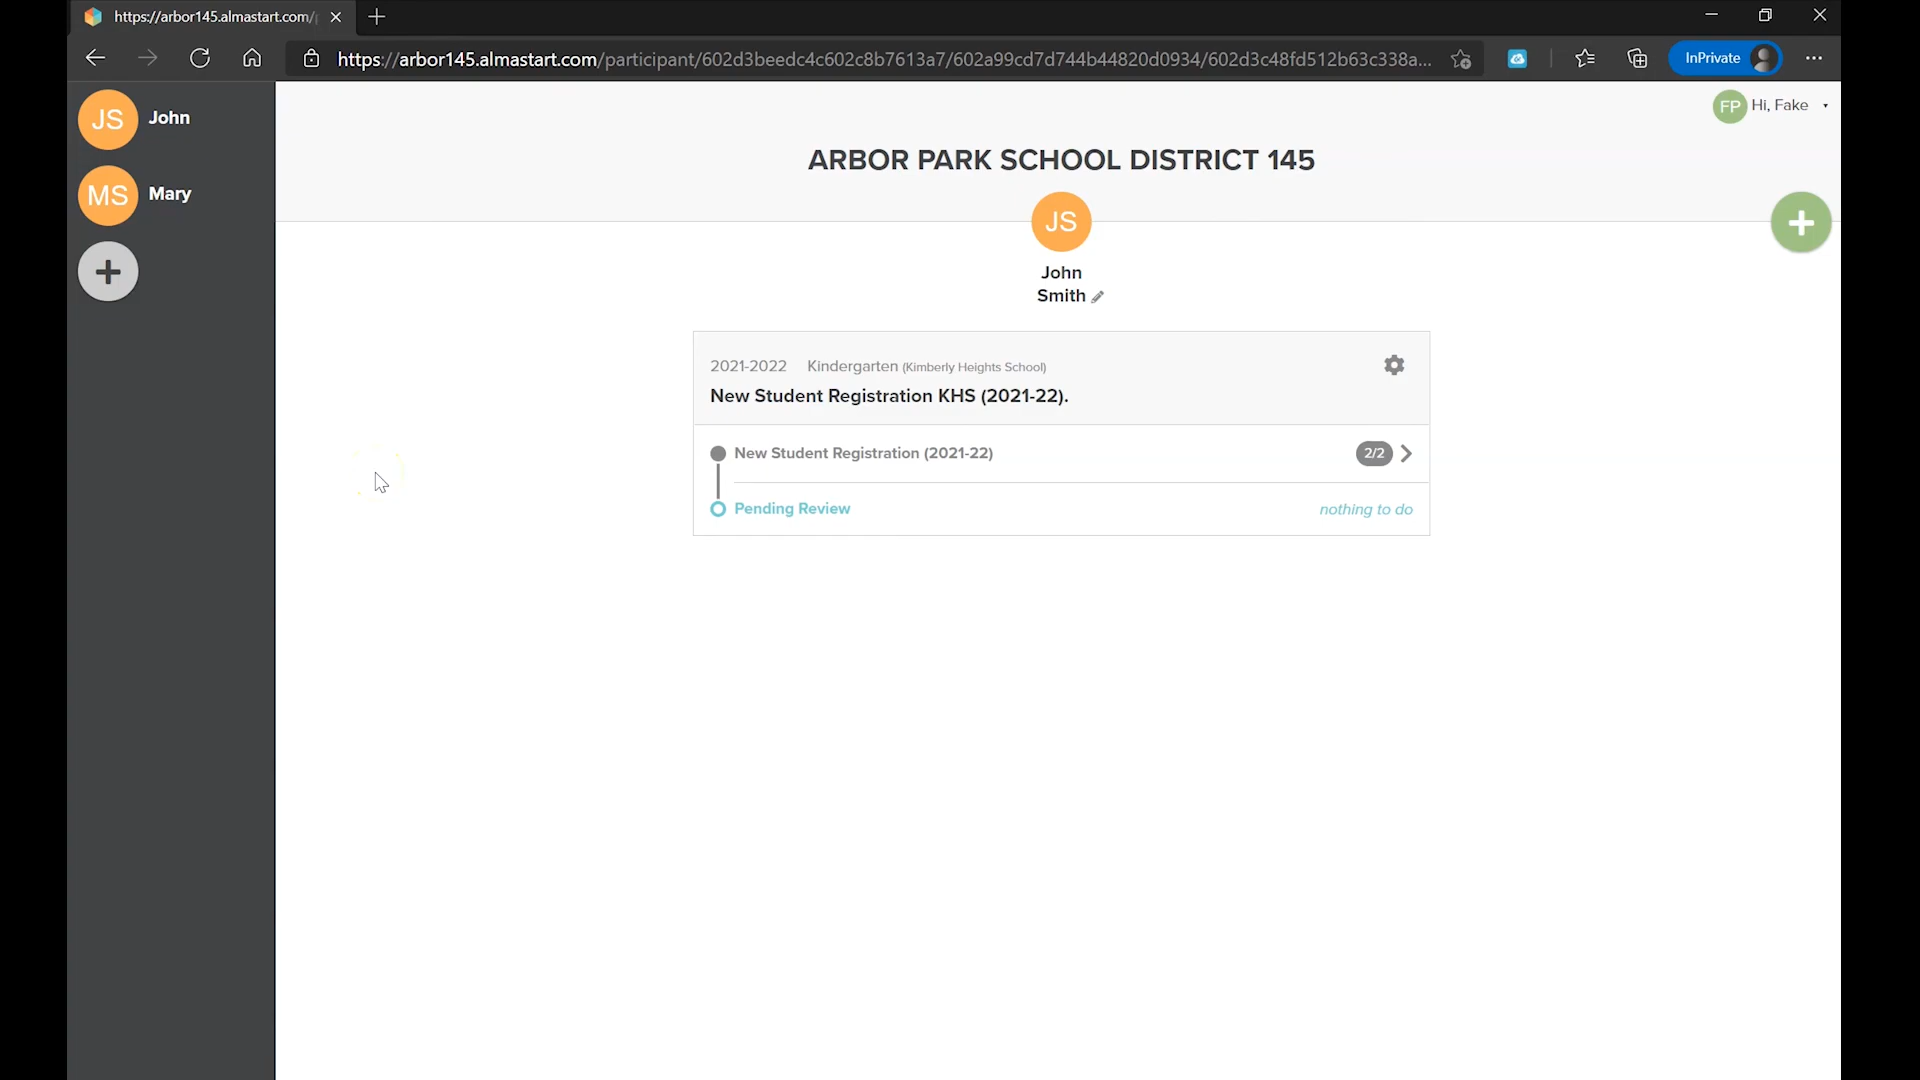 https://arbor145.almastart.com/
https://arbor145.almastart.com/participant/602d3beedc4c602c8b7613a7/602a99cd7d744b44820d0934/602d3c48fd512b63c338a...
InPrivate
JS John
MS Mary
FP Hi, Fake
ARBOR PARK SCHOOL DISTRICT 145
JS
John
Smith
2021-2022 Kindergarten (Kimberly Heights School)
New Student Registration KHS (2021-22).
New Student Registration (2021-22) 2/2
Pending Review nothing to do